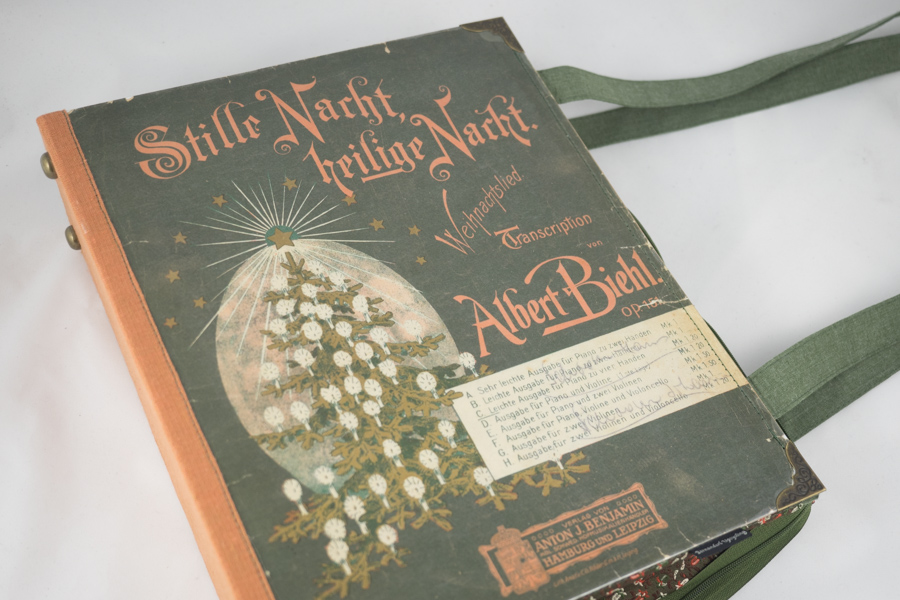 Stille Nacht,
heilige Nacht.
Weihnachtslied
Transcription
von
Albert Biehl.
op.
Mk.
A. Sehr leichte Ausgabe für Piano zu zwei Händen
B. Leichte Ausgabe für Piano zu
C. Leichte Ausgabe für Piano zu vier Händen
D. Ausgabe für Piano und Violine
E. Ausgabe für Piano und zwei Violinen
F. Ausgabe für Piano Violine und Violoncello
G. Ausgabe für zwei Violinen
H. Ausgabe für zwei Violinen und Violoncello
VERLAG VON
ANTON J. BENJAMIN
HAMBURG UND LEIPZIG